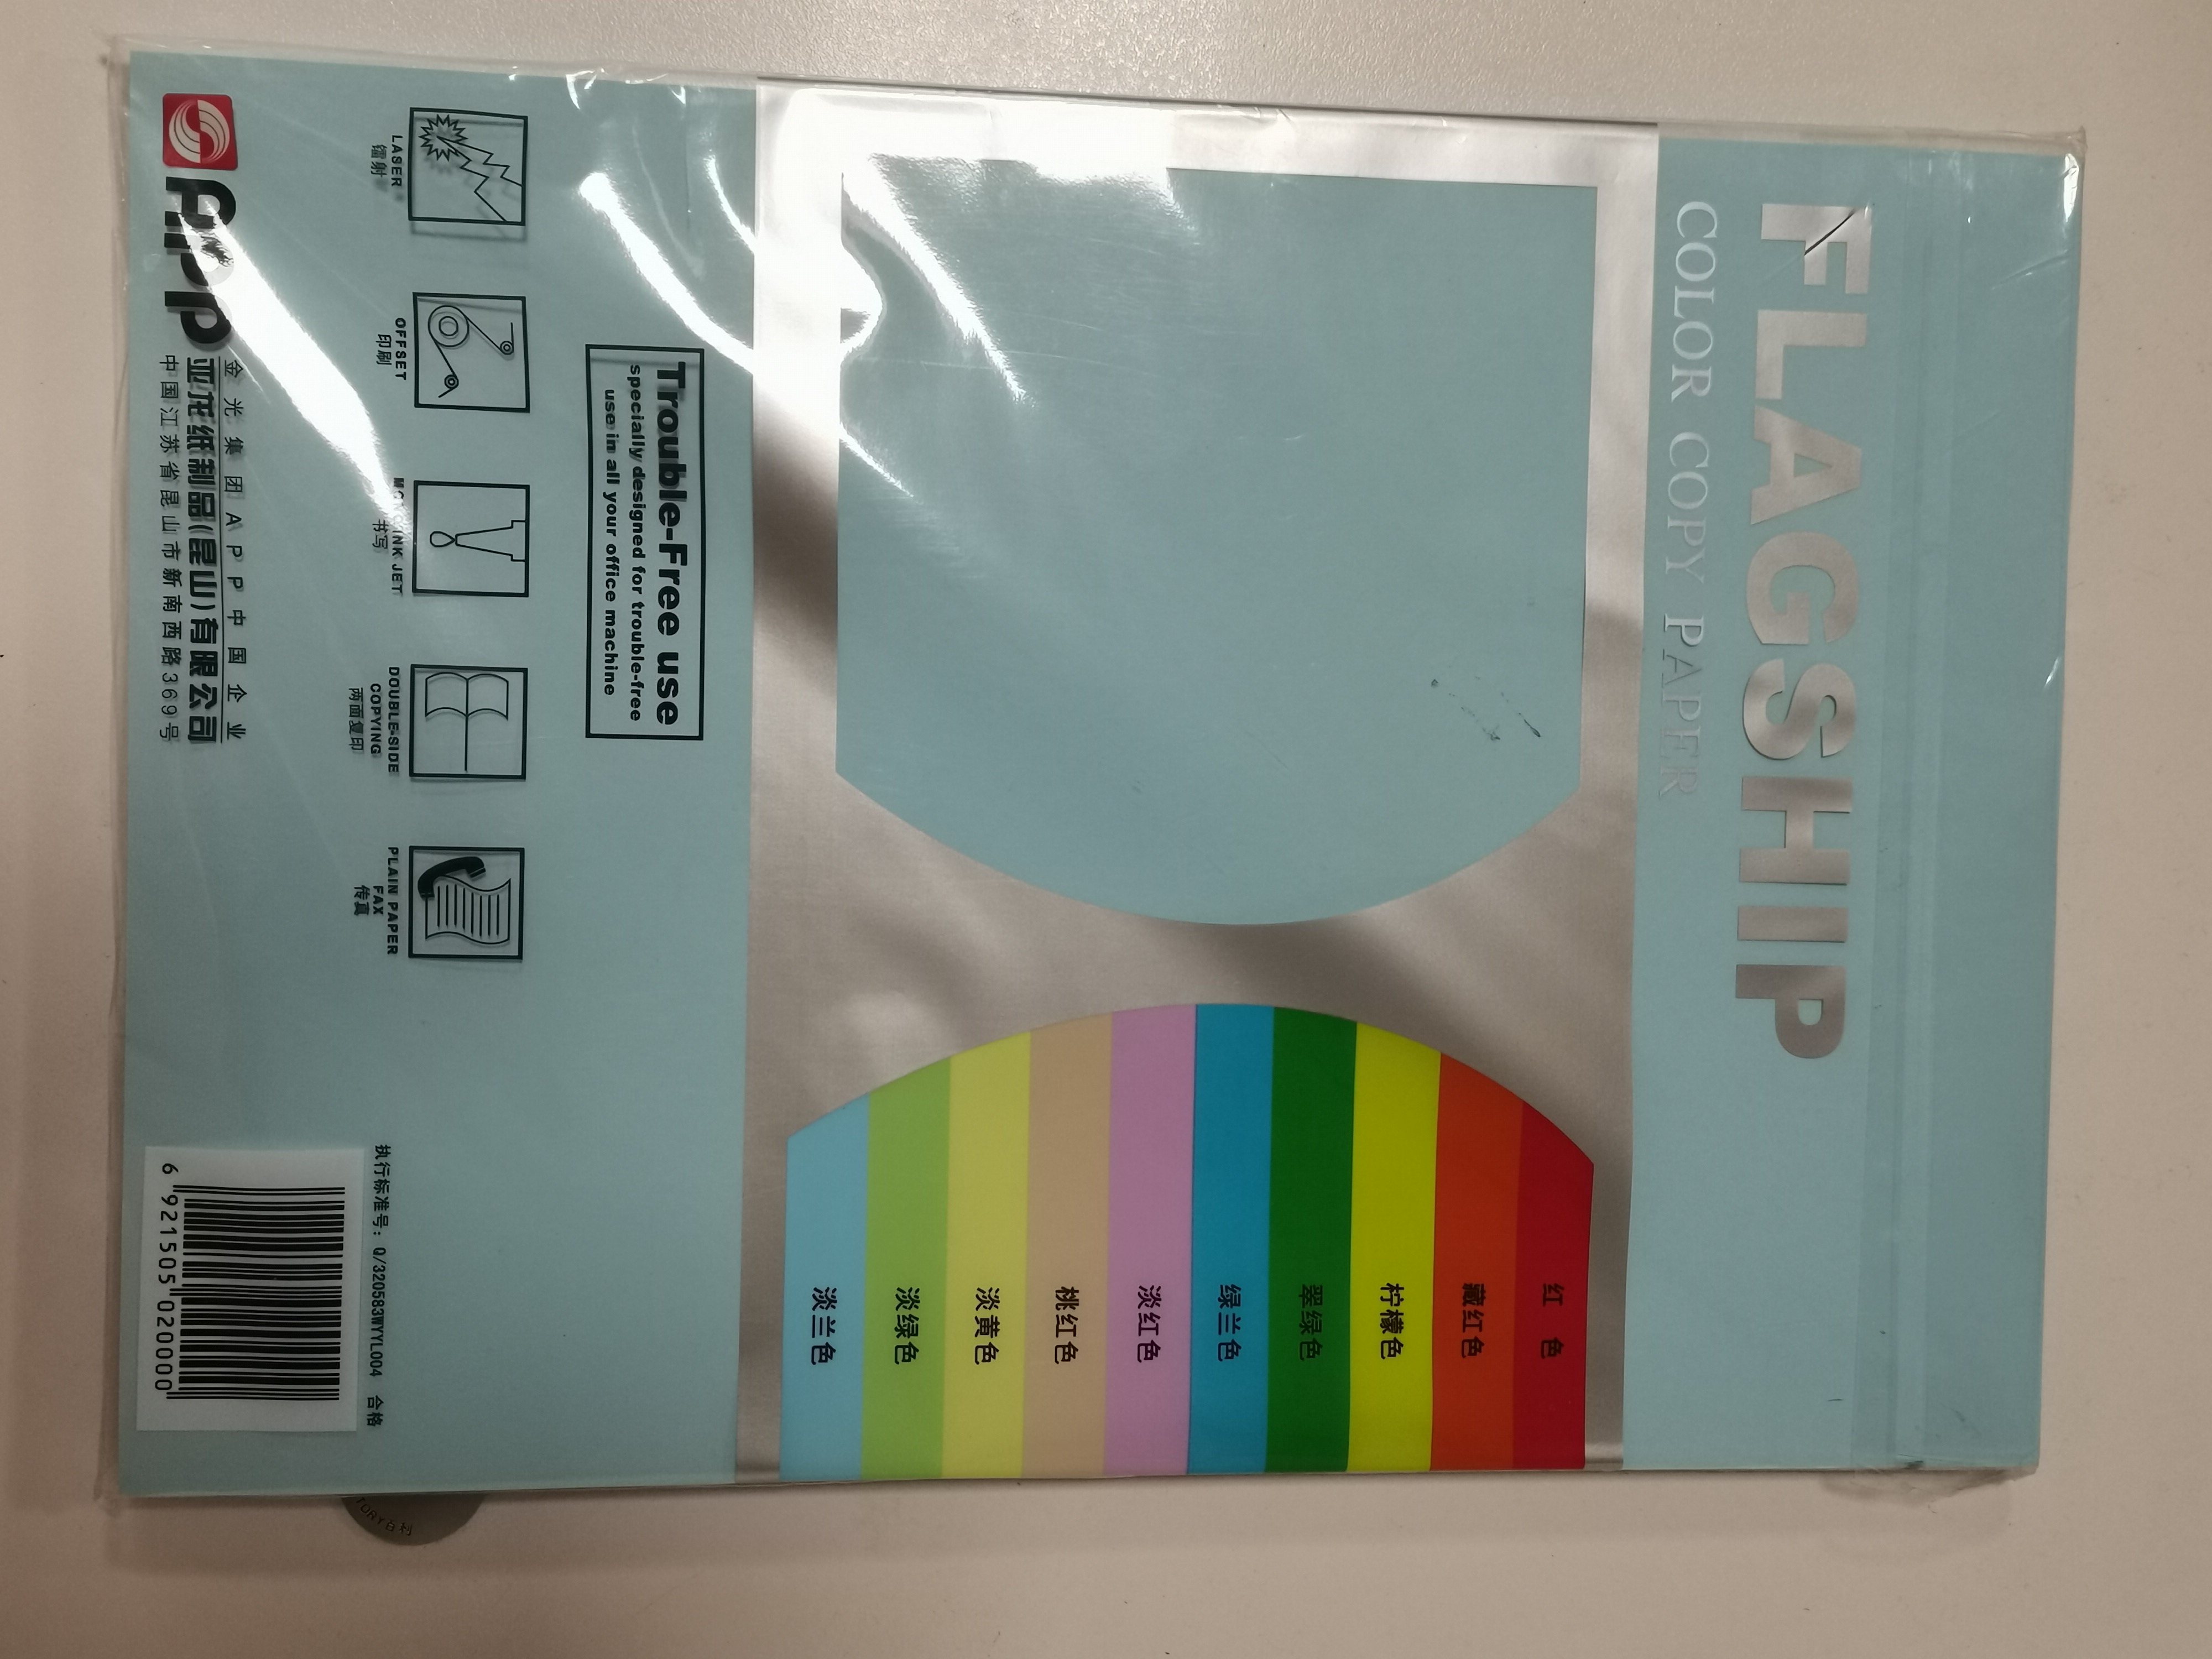 FLAGSHIP
COLOR COPY PAPER
红 色
藏红色
柠檬色
翠绿色
绿兰色
淡红色
桃红色
淡黄色
淡绿色
淡兰色
Trouble-Free use
specially designed for trouble-free
use in all your office machine
LASER
镭射
OFFSET
印刷
INK JET
书写
DOUBLE-SIDE
COPYING
两面复印
PLAIN PAPER
FAX
传真
执行标准号: Q/320583WYYL004 合格
App
金光集团APP中国企业
亚龙纸制品(昆山)有限公司
中国江苏省昆山市新南西路369号
6 921505 020000